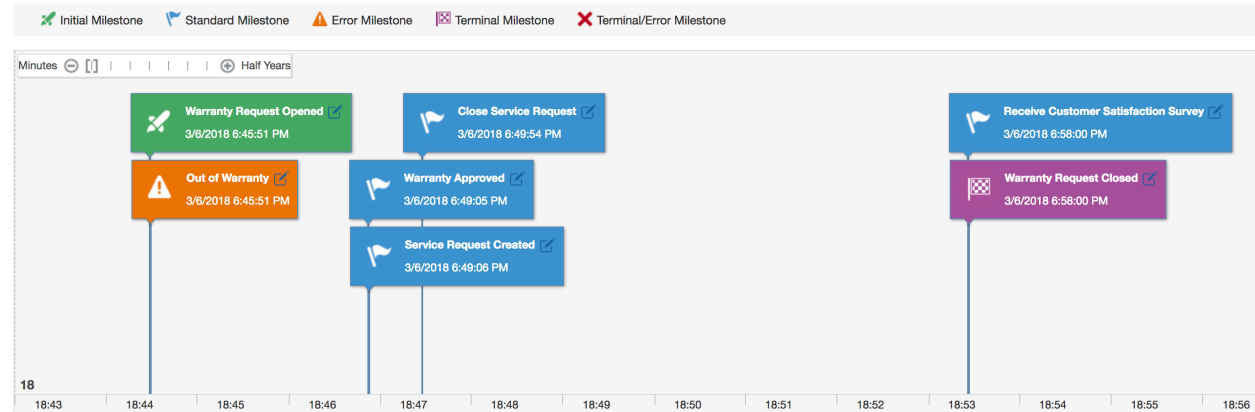 Initial Milestone Standard Milestone Error Milestone Terminal Milestone Terminal/Error Milestone
Minutes Half Years
Warranty Request Opened
3/6/2018 6:45:51 PM
Close Service Request
3/6/2018 6:49:54 PM
Receive Customer Satisfaction Survey
3/6/2018 6:58:00 PM
Out of Warranty
3/6/2018 6:45:51 PM
Warranty Approved
3/6/2018 6:49:05 PM
Warranty Request Closed
3/6/2018 6:58:00 PM
Service Request Created
3/6/2018 6:49:06 PM
18
18:43 18:44 18:45 18:46 18:47 18:48 18:49 18:50 18:51 18:52 18:53 18:54 18:55 18:56